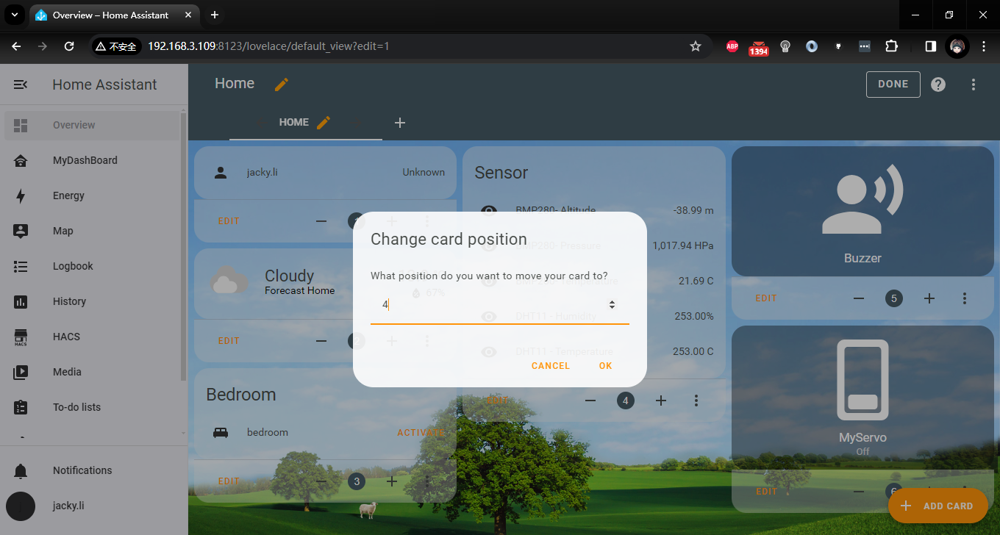 Overview – Home Assistant
不安全
192.168.3.109:8123/lovelace/default_view?edit=1
ABP
1394
Home Assistant
Home
DONE
HOME
Overview
MyDashBoard
Energy
Map
Logbook
History
HACS
HACS
Media
To-do lists
Notifications
jacky.li
jacky.li
Unknown
EDIT
1
Cloudy
Forecast Home
67%
EDIT
2
Bedroom
bedroom
ACTIVATE
EDIT
3
Sensor
BMP280- Altitude
-38.99 m
BMP280- Pressure
1,017.94 HPa
21.69 C
DHT11 - Humidity
253.00%
DHT11 - Temperature
253.00 C
EDIT
4
Change card position
What position do you want to move your card to?
4
CANCEL
OK
Buzzer
EDIT
5
MyServo
Off
EDIT
6
ADD CARD